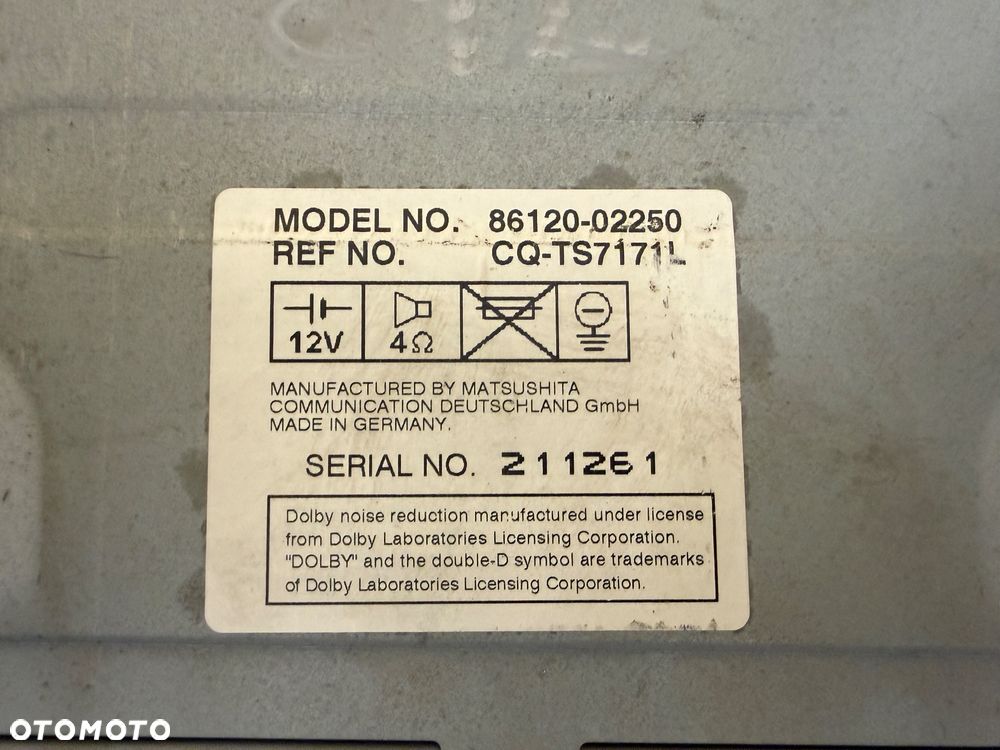 MODEL NO. 86120-02250
REF NO. CQ-TS7171L
12V 4Ω
MANUFACTURED BY MATSUSHITA
COMMUNICATION DEUTSCHLAND GmbH
MADE IN GERMANY.
SERIAL NO. 211261
Dolby noise reduction manufactured under license
from Dolby Laboratories Licensing Corporation.
"DOLBY" and the double-D symbol are trademarks
of Dolby Laboratories Licensing Corporation.
OTOMOTO